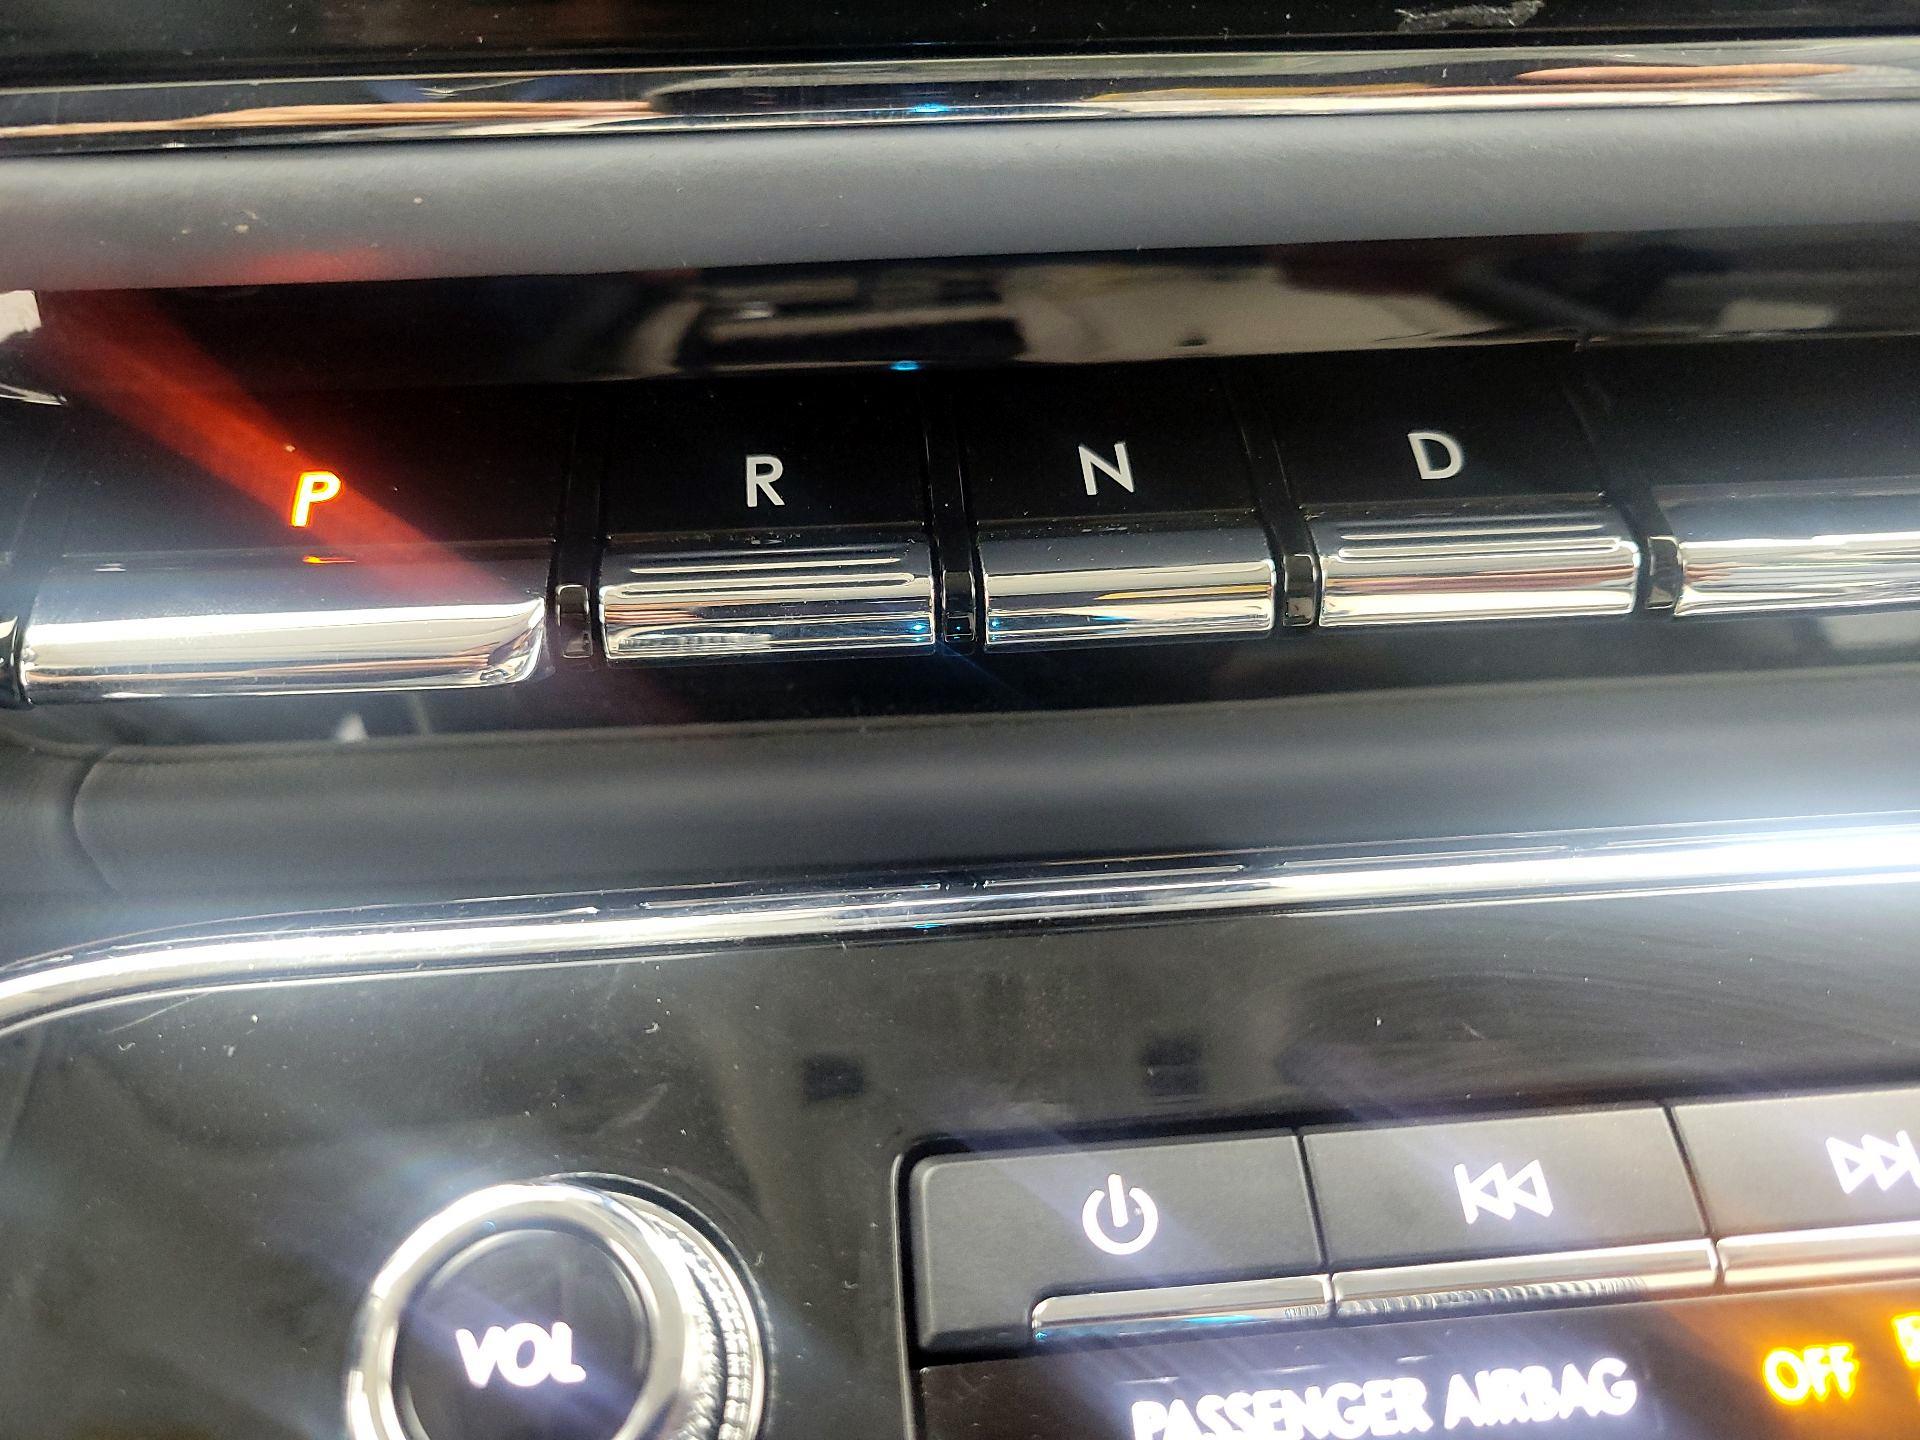 P R N D
VOL
PASSENGER AIRBAG OFF